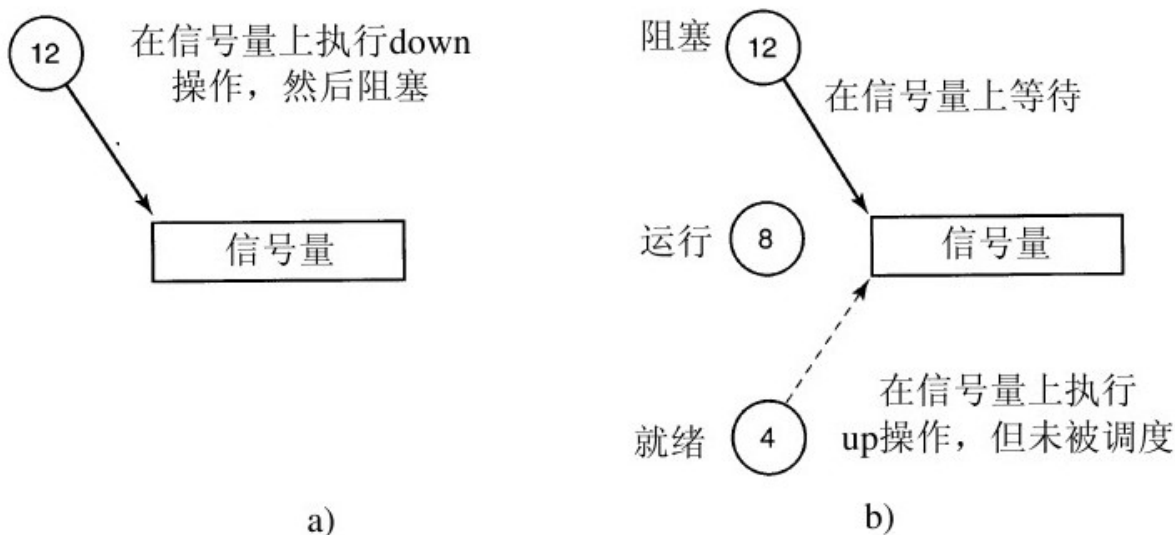 12
在信号量上执行down
操作，然后阻塞
信号量
a)
阻塞
12
在信号量上等待
运行
8
信号量
就绪
4
在信号量上执行
up操作，但未被调度
b)